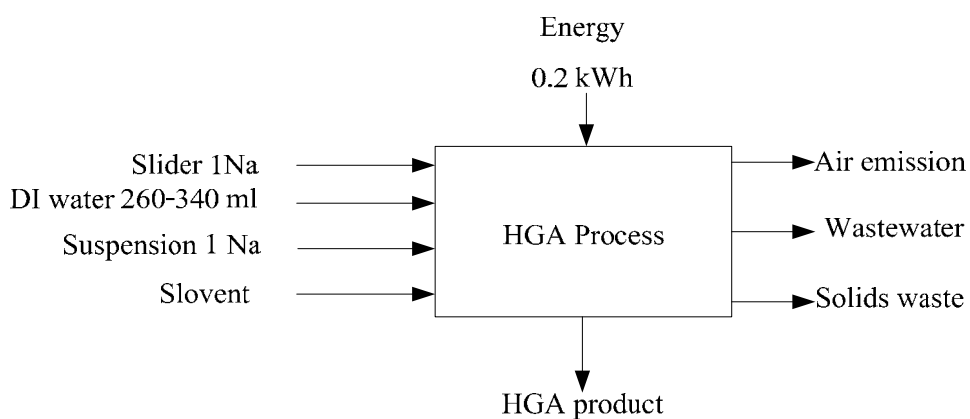 Energy
0.2 kWh
Slider 1Na
DI water 260-340 ml
Suspension 1 Na
Slovent
HGA Process
Air emission
Wastewater
Solids waste
HGA product